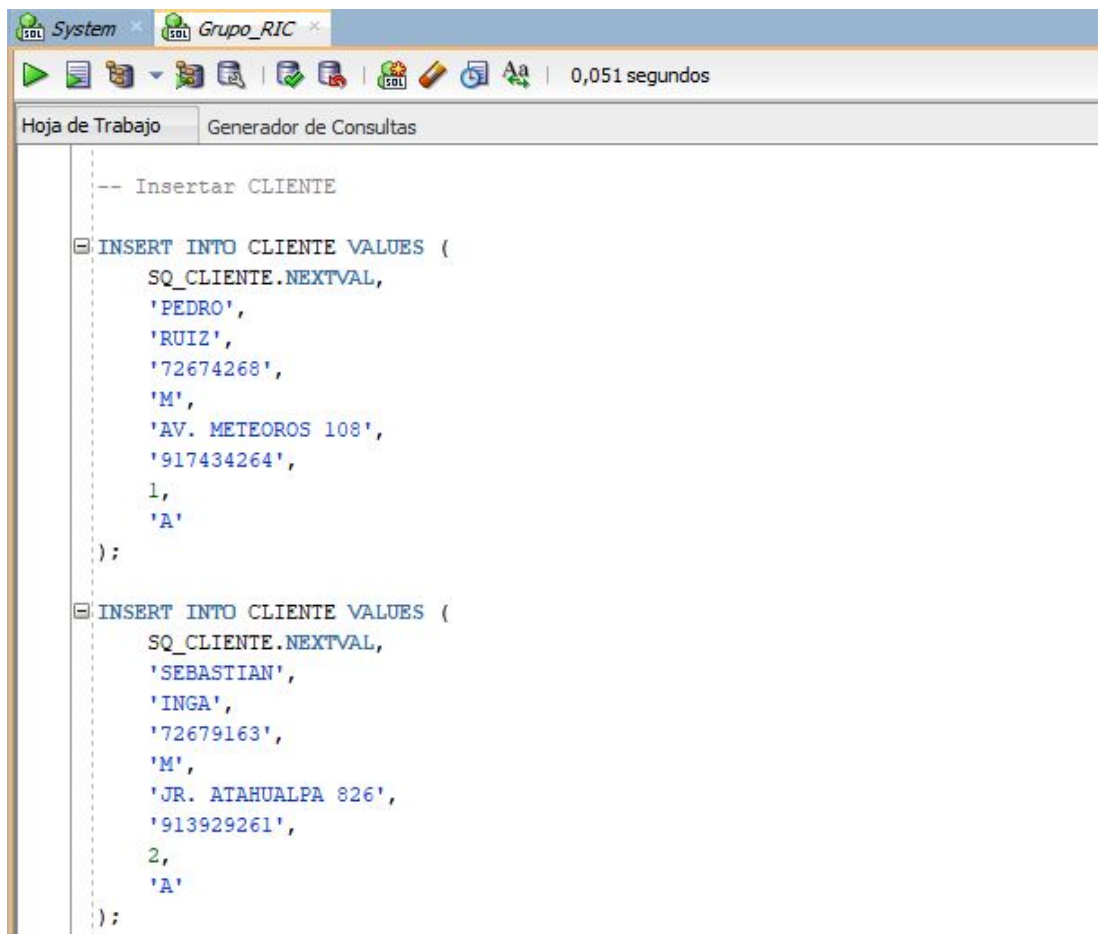 System Grupo_RIC
0,051 segundos
Hoja de Trabajo Generador de Consultas
-- Insertar CLIENTE
INSERT INTO CLIENTE VALUES (
SQ_CLIENTE.NEXTVAL,
'PEDRO',
'RUIZ',
'72674268',
'M',
'AV. METEOROS 108',
'917434264',
1,
'A'
);
INSERT INTO CLIENTE VALUES (
SQ_CLIENTE.NEXTVAL,
'SEBASTIAN',
'INGA',
'72679163',
'M',
'JR. ATAHUALPA 826',
'913929261',
2,
'A'
);